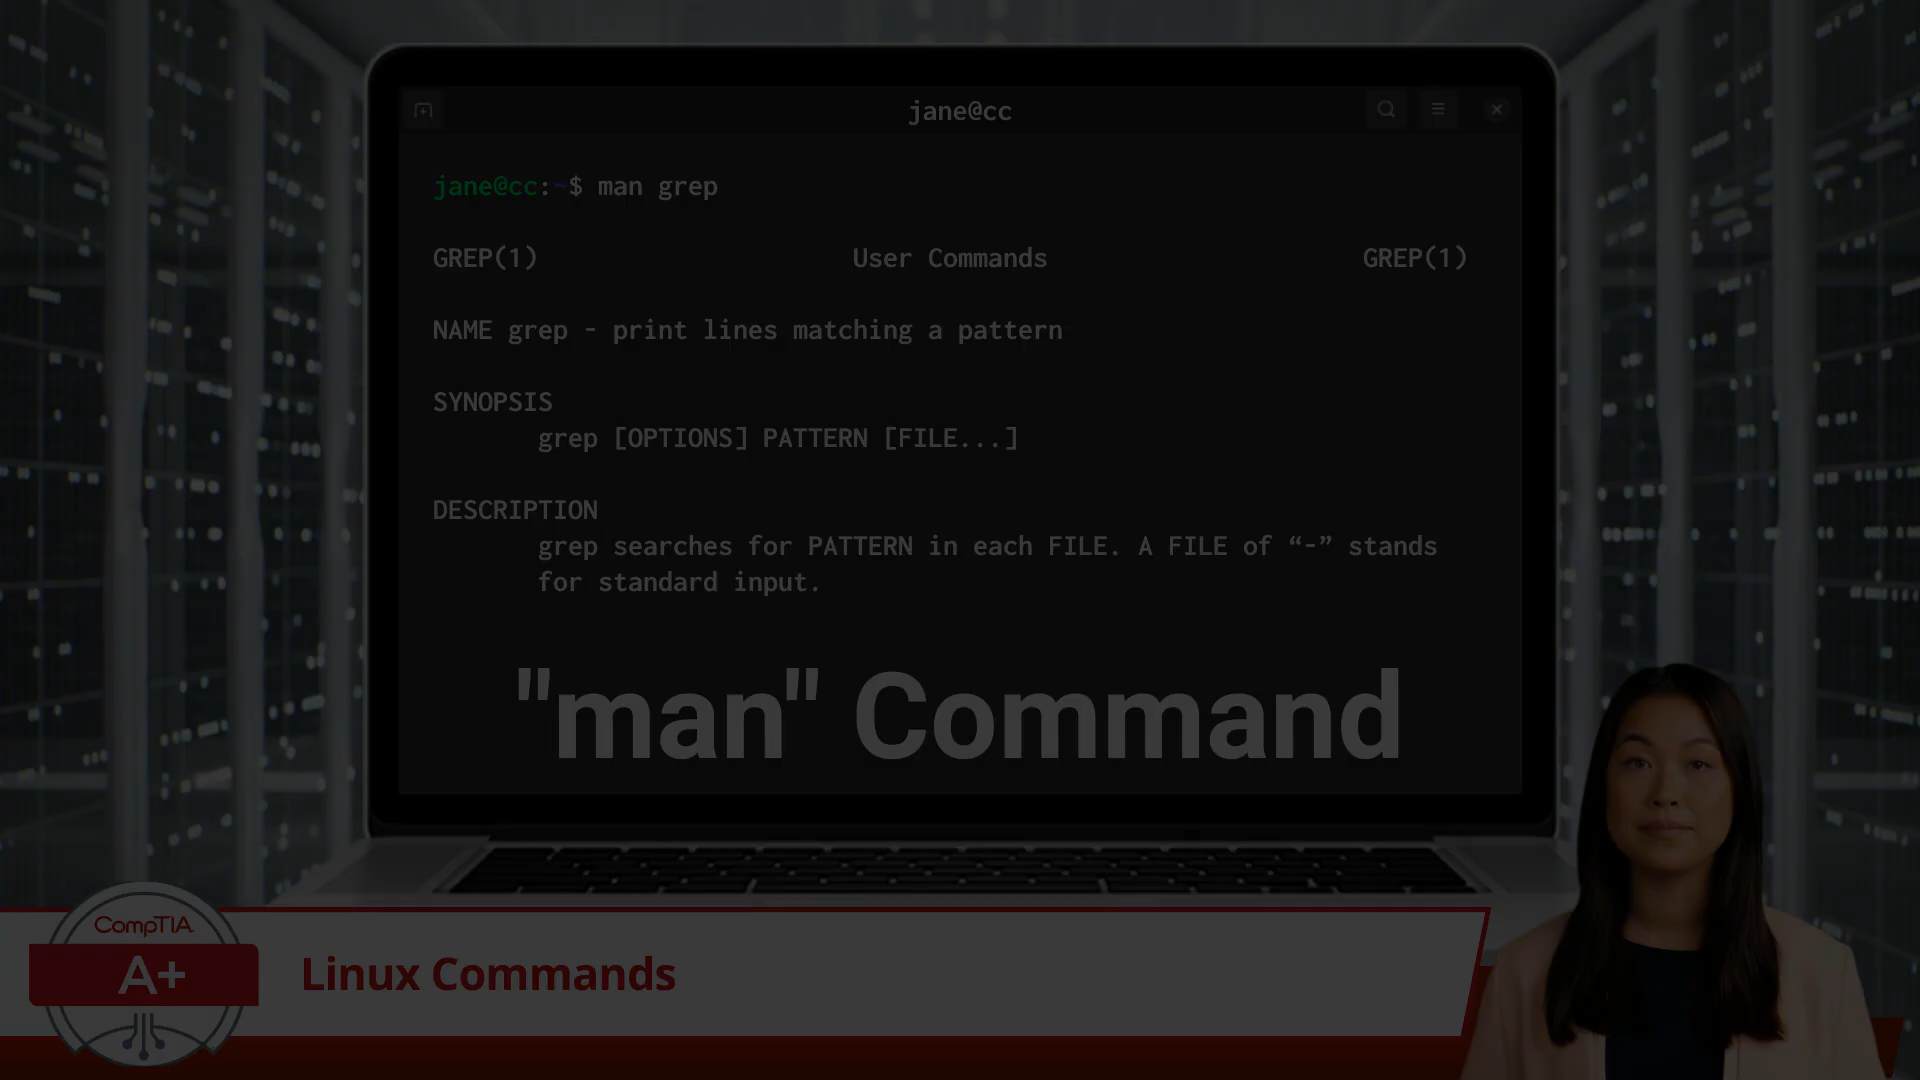 jane@cc
jane@cc:~$ man grep
GREP(1) User Commands GREP(1)
NAME grep - print lines matching a pattern
SYNOPSIS
grep [OPTIONS] PATTERN [FILE...]
DESCRIPTION
grep searches for PATTERN in each FILE. A FILE of “-” stands
for standard input.
"man" Command
CompTIA
A+
Linux Commands